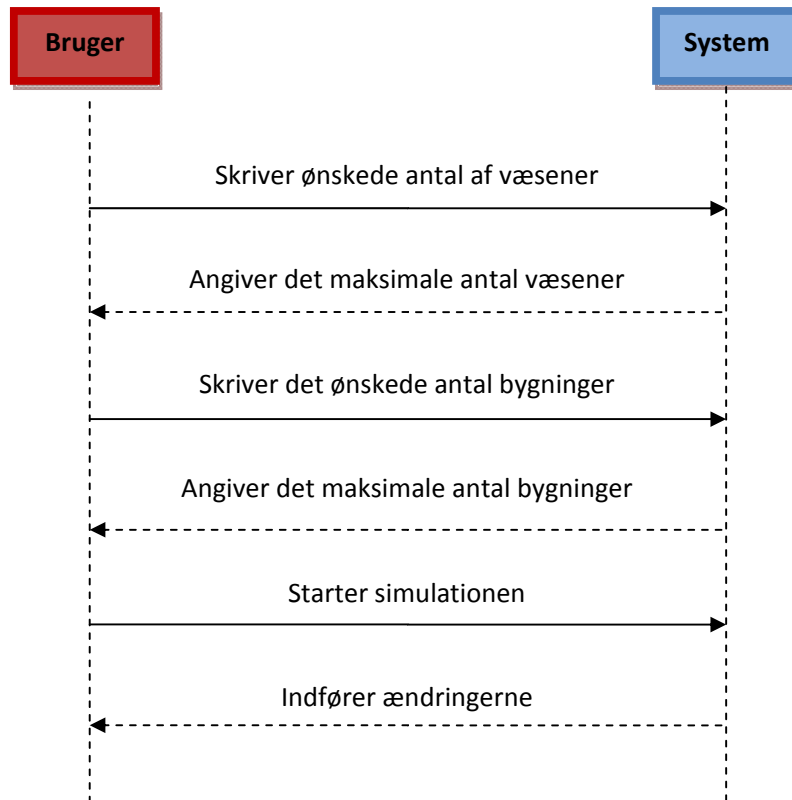 Bruger
System
Skriver ønskede antal af væsener
Angiver det maksimale antal væsener
Skriver det ønskede antal bygninger
Angiver det maksimale antal bygninger
Starter simulationen
Indfører ændringerne